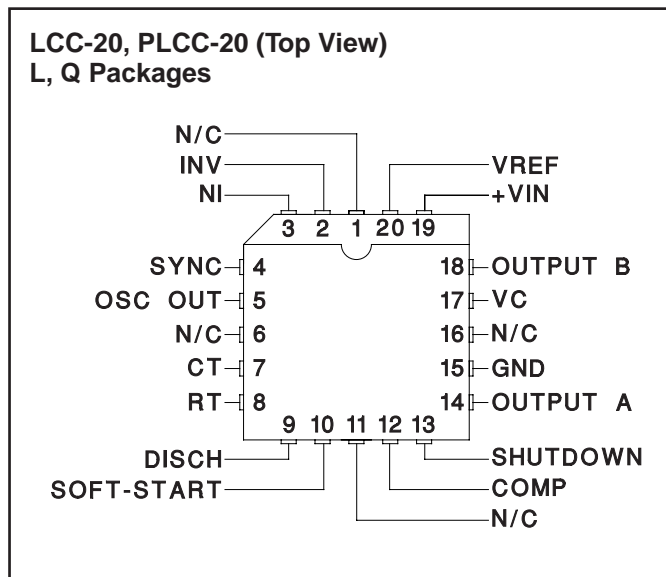 LCC-20, PLCC-20 (Top View)
L, Q Packages
N/C
INV
NI
VREF
+VIN
3 2 1 20 19
SYNC 4
OSC OUT 5
N/C 6
CT 7
RT 8
18 OUTPUT B
17 VC
16 N/C
15 GND
14 OUTPUT A
9 10 11 12 13
DISCH
SOFT-START
SHUTDOWN
COMP
N/C